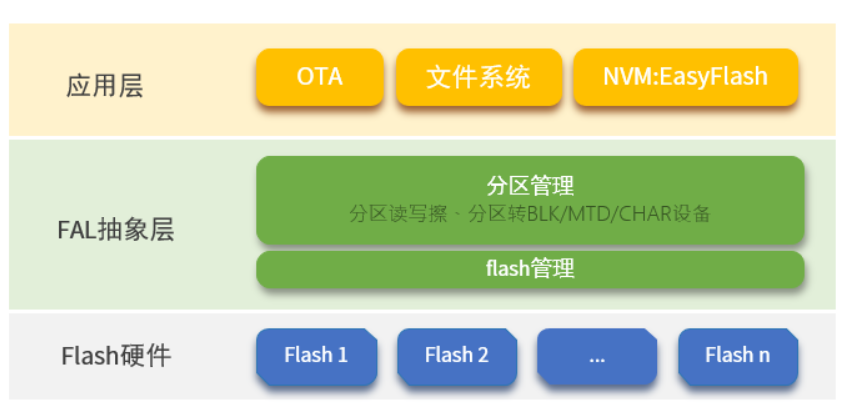 应用层
OTA
文件系统
NVM:EasyFlash
FAL抽象层
分区管理
分区读写擦、分区转BLK/MTD/CHAR设备
flash管理
Flash硬件
Flash 1
Flash 2
...
Flash n